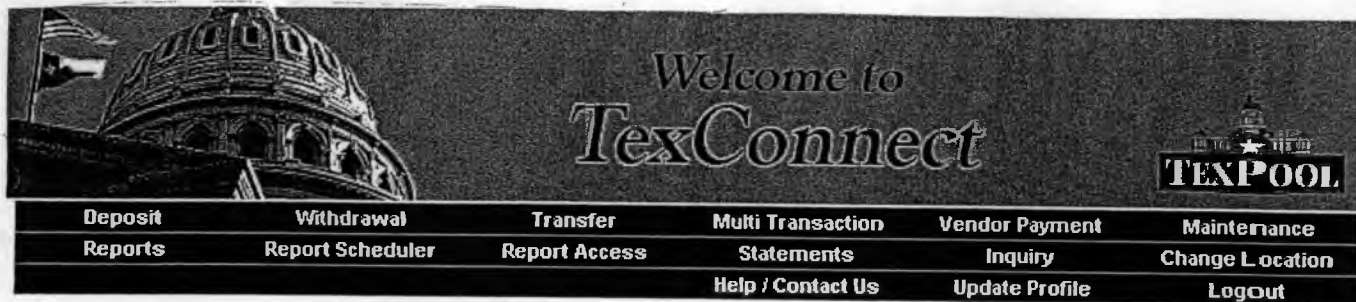 Welcome to
TexConnect
TEXPOOL
Deposit Withdrawal Transfer Multi Transaction Vendor Payment Maintenance
Reports Report Scheduler Report Access Statements Inquiry Change Location
Help / Contact Us Update Profile Logout